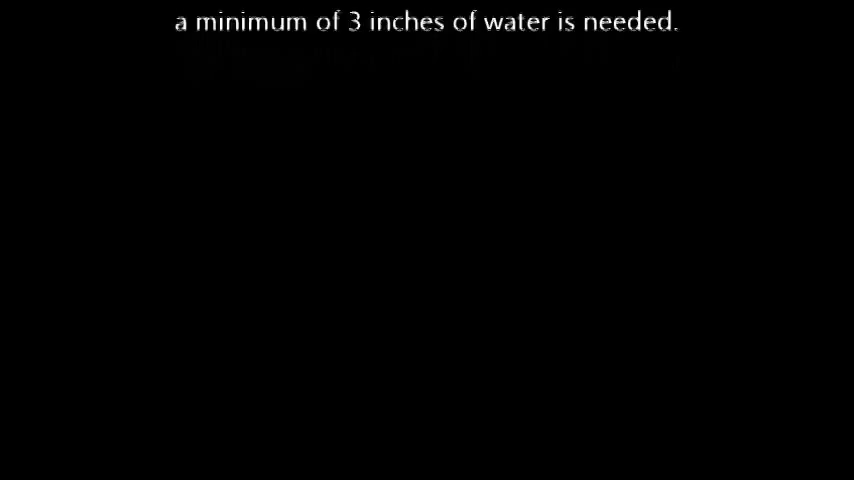 a minimum of 3 inches of water is needed.